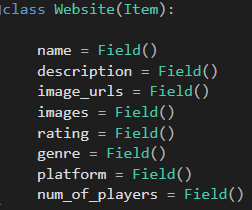 class Website(Item):
name = Field()
description = Field()
image_urls = Field()
images = Field()
rating = Field()
genre = Field()
platform = Field()
num_of_players = Field()